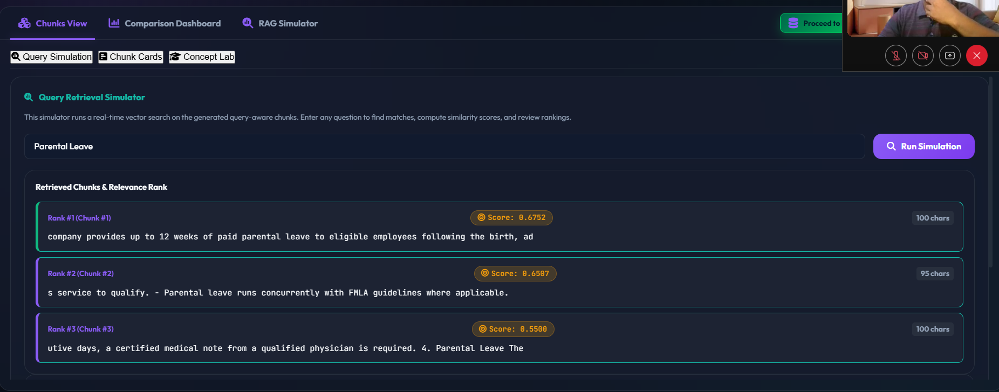 Chunks View Comparison Dashboard RAG Simulator Proceed to
Query Simulation Chunk Cards Concept Lab
Query Retrieval Simulator
This simulator runs a real-time vector search on the generated query-aware chunks. Enter any question to find matches, compute similarity scores, and review rankings.
Parental Leave Run Simulation
Retrieved Chunks & Relevance Rank
Rank #1 (Chunk #1) Score: 0.6752 100 chars
company provides up to 12 weeks of paid parental leave to eligible employees following the birth, ad
Rank #2 (Chunk #2) Score: 0.6507 95 chars
s service to qualify. - Parental leave runs concurrently with FMLA guidelines where applicable.
Rank #3 (Chunk #3) Score: 0.5500 100 chars
utive days, a certified medical note from a qualified physician is required. 4. Parental Leave The